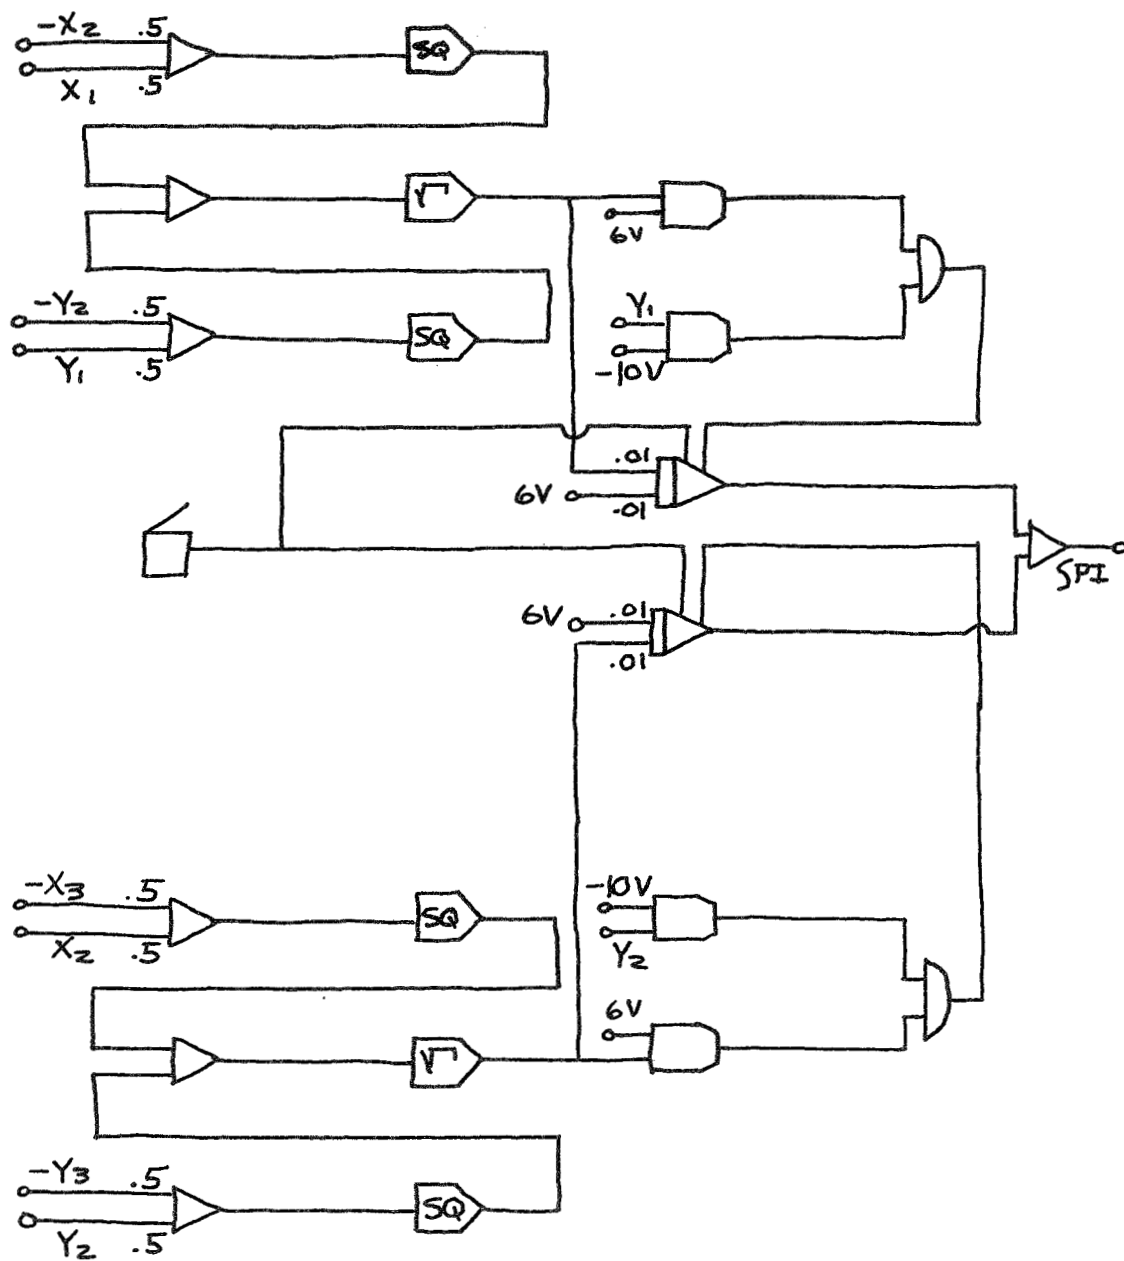 -X2 .5
X1 .5
SQ
√
6V
-Y2 .5
Y1 .5
SQ
Y1
-10V
.01
6V .01
∫PI
6V .01
.01
-X3 .5
X2 .5
SQ
-10V
Y2
6V
√
-Y3 .5
Y2 .5
SQ